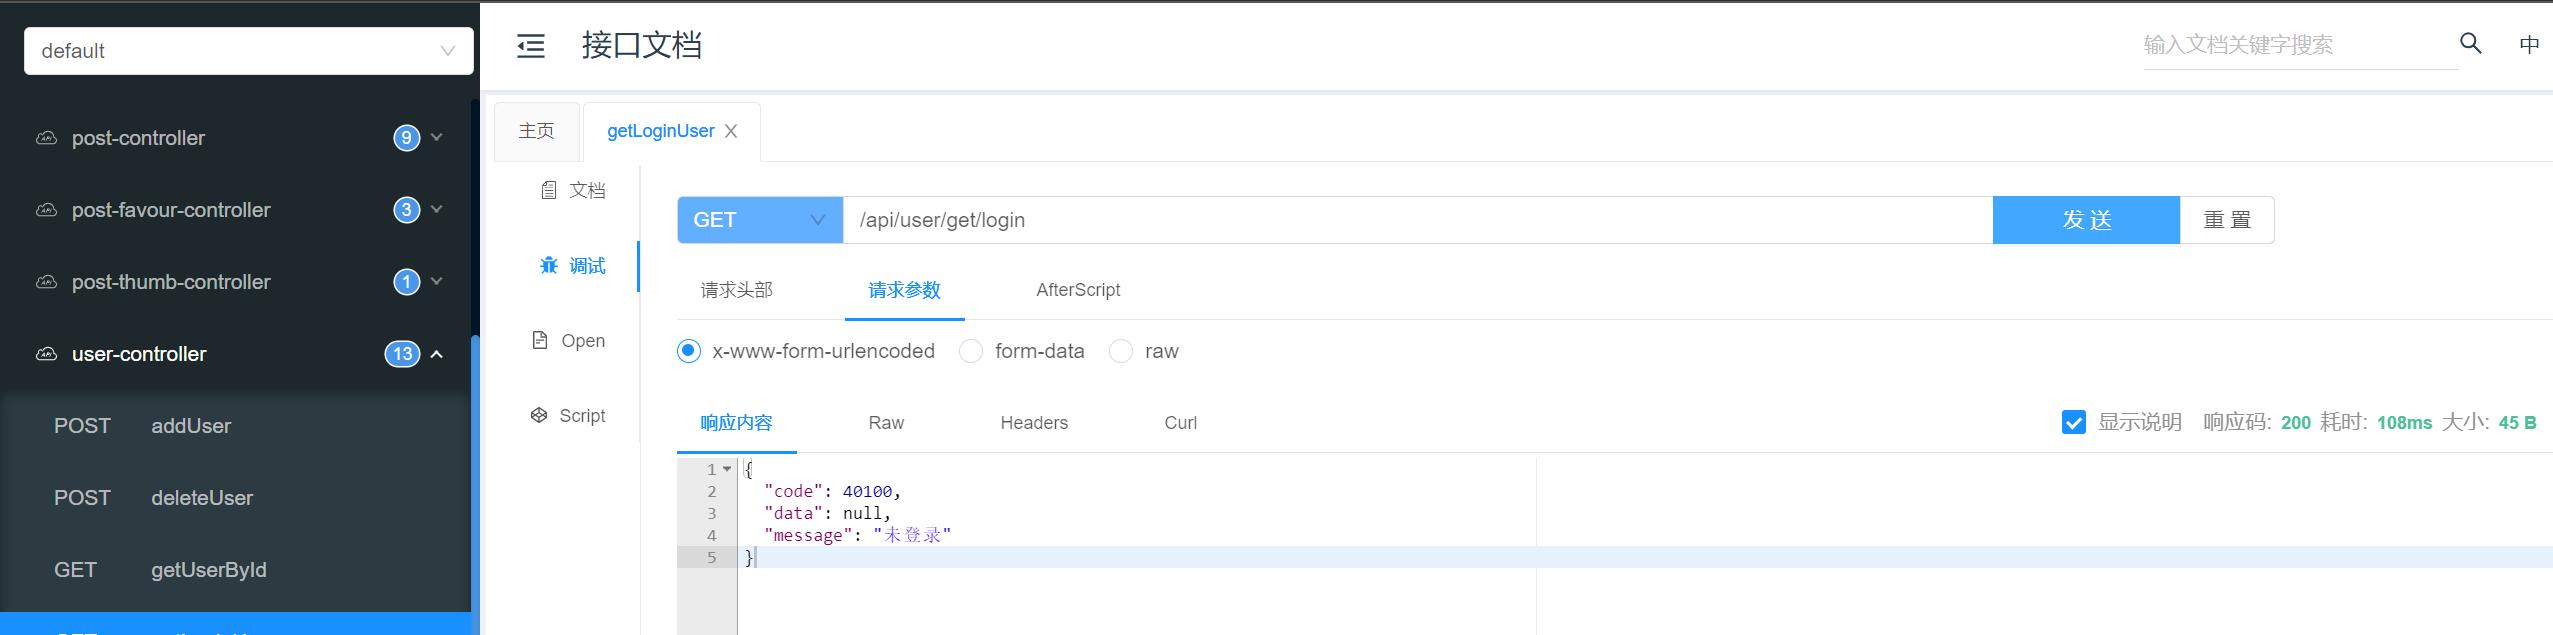 default
post-controller 9
post-favour-controller 3
post-thumb-controller 1
user-controller 13
POST addUser
POST deleteUser
GET getUserById
接口文档
输入文档关键字搜索
中
主页 getLoginUser
文档
调试
Open
Script
GET /api/user/get/login 发 送 重 置
请求头部 请求参数 AfterScript
x-www-form-urlencoded form-data raw
响应内容 Raw Headers Curl
显示说明 响应码: 200 耗时: 108ms 大小: 45 B
1 {
2 "code": 40100,
3 "data": null,
4 "message": "未登录"
5 }